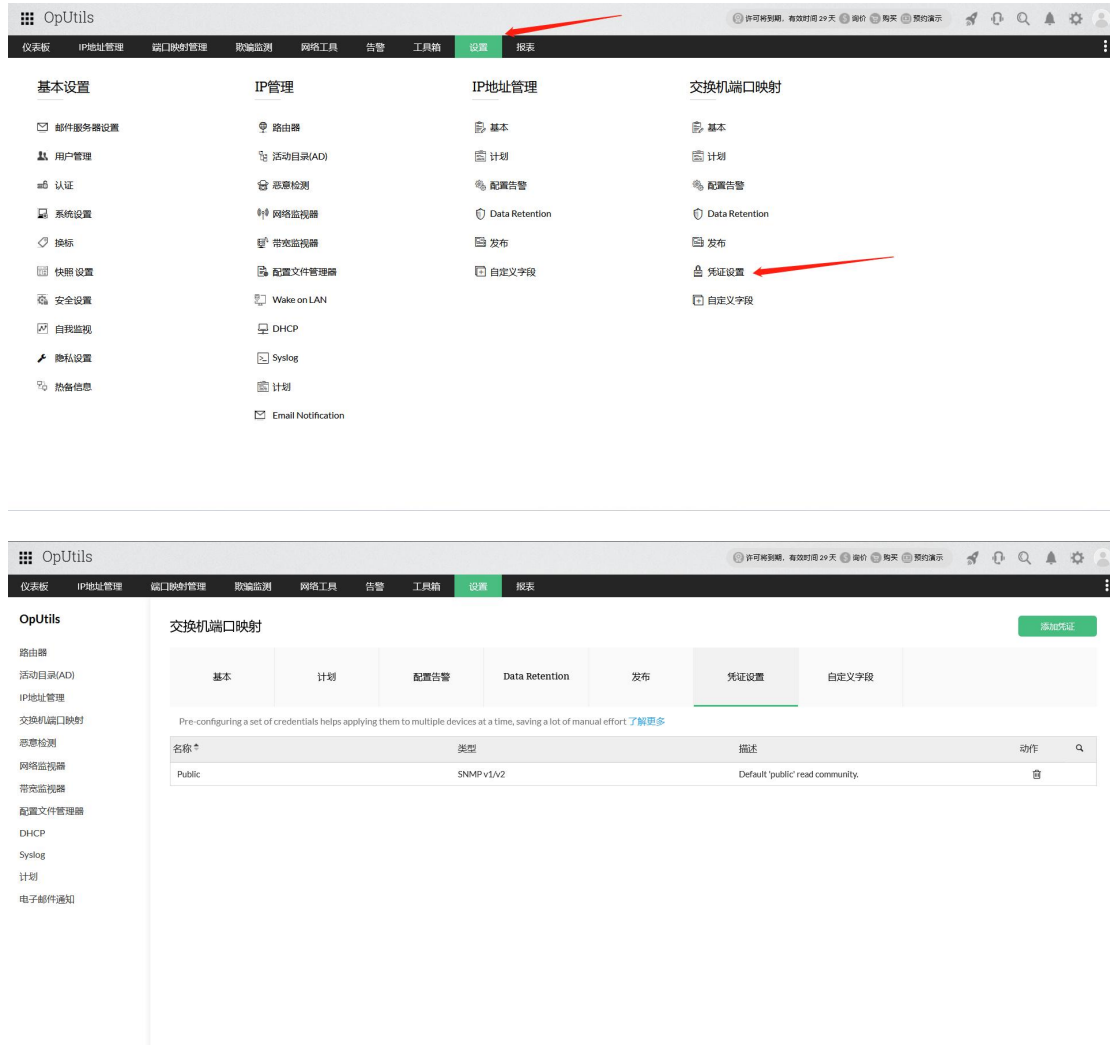 OpUtils
许可将到期，有效时间 29 天 询价 购买 预约演示
仪表板 IP地址管理 端口映射管理 欺骗监测 网络工具 告警 工具箱 设置 报表
基本设置 IP管理 IP地址管理 交换机端口映射
邮件服务器设置 路由器 基本 基本
用户管理 活动目录(AD) 计划 计划
认证 恶意检测 配置告警 配置告警
系统设置 网络监视器 Data Retention Data Retention
换标 带宽监视器 发布 发布
快照设置 配置文件管理器 自定义字段 凭证设置
安全设置 Wake on LAN 自定义字段
自我监视 DHCP
隐私设置 Syslog
热备信息 计划
Email Notification
OpUtils
许可将到期，有效时间 29 天 询价 购买 预约演示
仪表板 IP地址管理 端口映射管理 欺骗监测 网络工具 告警 工具箱 设置 报表
OpUtils
交换机端口映射 添加凭证
路由器
活动目录(AD)
IP地址管理
交换机端口映射
恶意检测
网络监视器
带宽监视器
配置文件管理器
DHCP
Syslog
计划
电子邮件通知
基本 计划 配置告警 Data Retention 发布 凭证设置 自定义字段
Pre-configuring a set of credentials helps applying them to multiple devices at a time, saving a lot of manual effort 了解更多
名称 类型 描述 动作
Public SNMP v1/v2 Default 'public' read community.